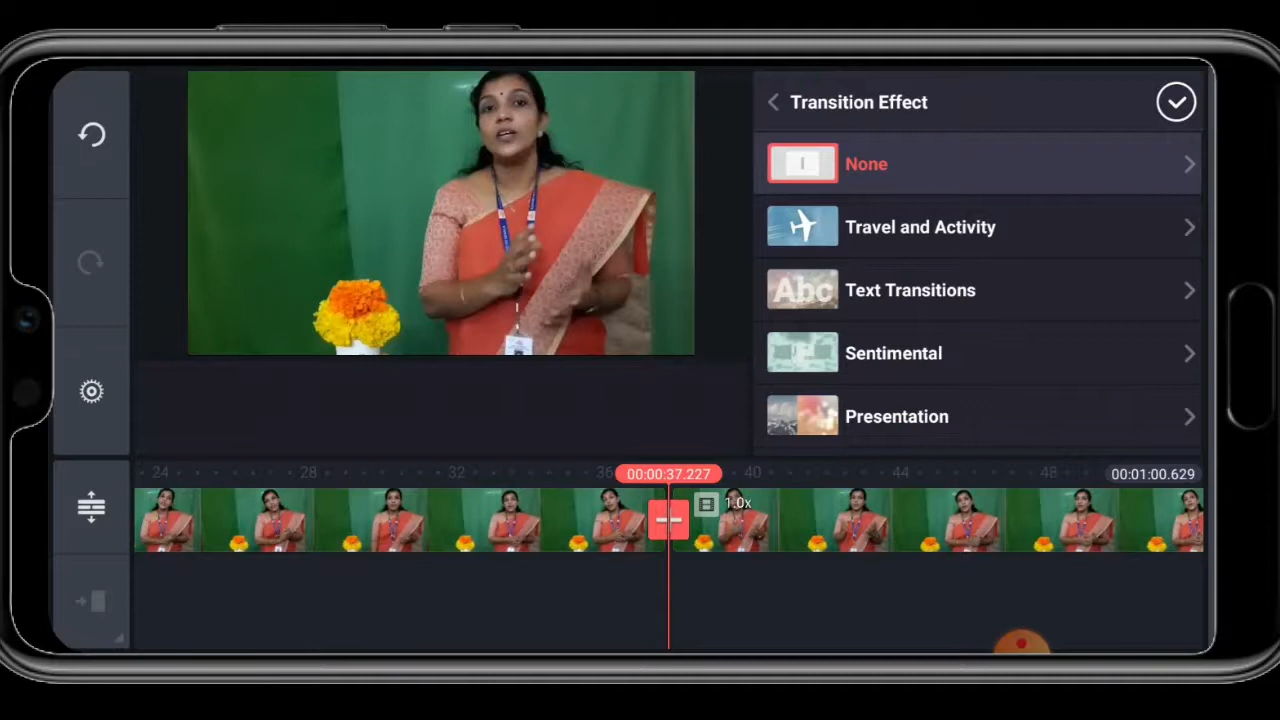 Transition Effect
None
Travel and Activity
Abc
Text Transitions
Sentimental
Presentation
24 28 32 36 00:00:37.227 40 44 48 00:01:00.629
1.0x